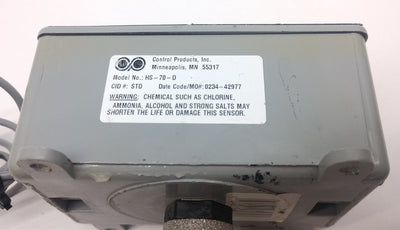 Control Products, Inc.
Minneapolis, MN 55317
Model No.: HS-70-D
CID #: STD Date Code/MO#: 0234-42977
WARNING: CHEMICAL SUCH AS CHLORINE,
AMMONIA, ALCOHOL AND STRONG SALTS MAY
SHORTEN THE LIFE OR DAMAGE THIS SENSOR.